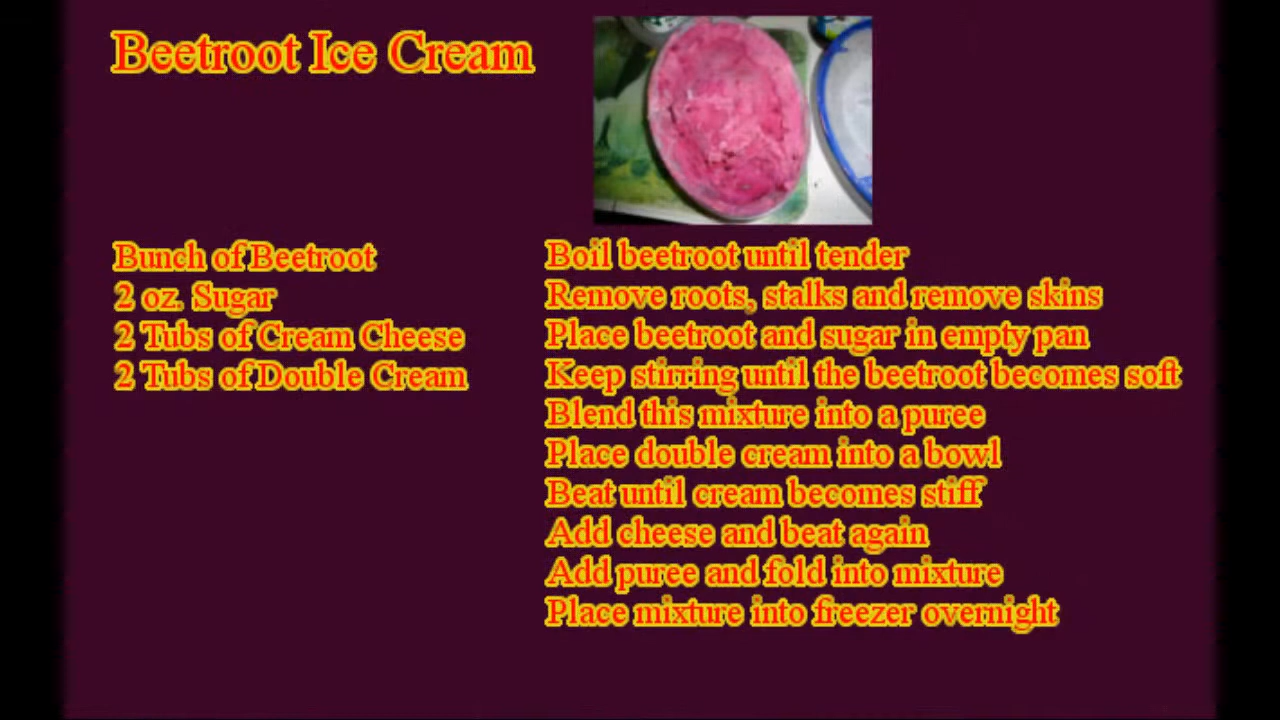 Beetroot Ice Cream
Bunch of Beetroot
2 oz. Sugar
2 Tubs of Cream Cheese
2 Tubs of Double Cream
Boil beetroot until tender
Remove roots, stalks and remove skins
Place beetroot and sugar in empty pan
Keep stirring until the beetroot becomes soft
Blend this mixture into a puree
Place double cream into a bowl
Beat until cream becomes stiff
Add cheese and beat again
Add puree and fold into mixture
Place mixture into freezer overnight